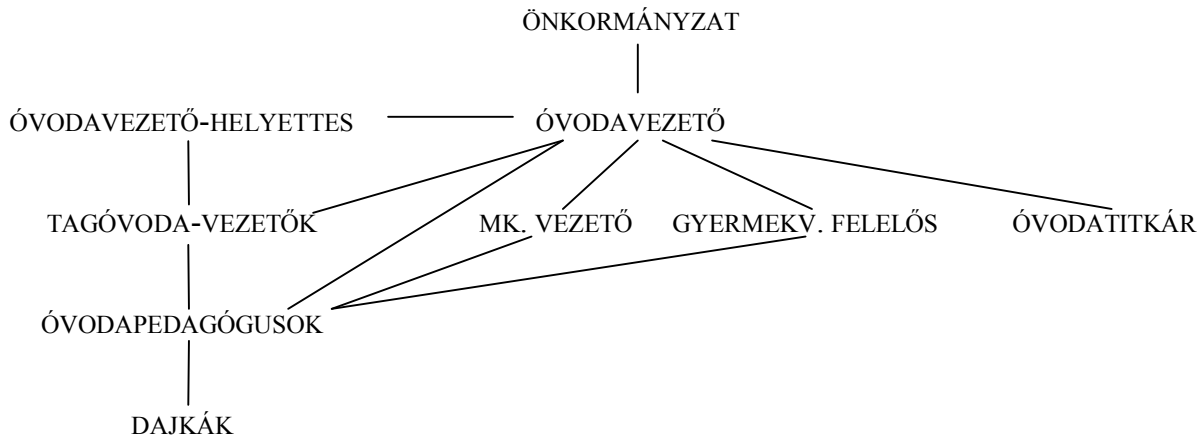 ÖNKORMÁNYZAT
ÓVODAVEZETŐ-HELYETTES ÓVODAVEZETŐ
TAGÓVODA-VEZETŐK MK. VEZETŐ GYERMEKV. FELELŐS ÓVODATITKÁR
ÓVODAPEDAGÓGUSOK
DAJKÁK